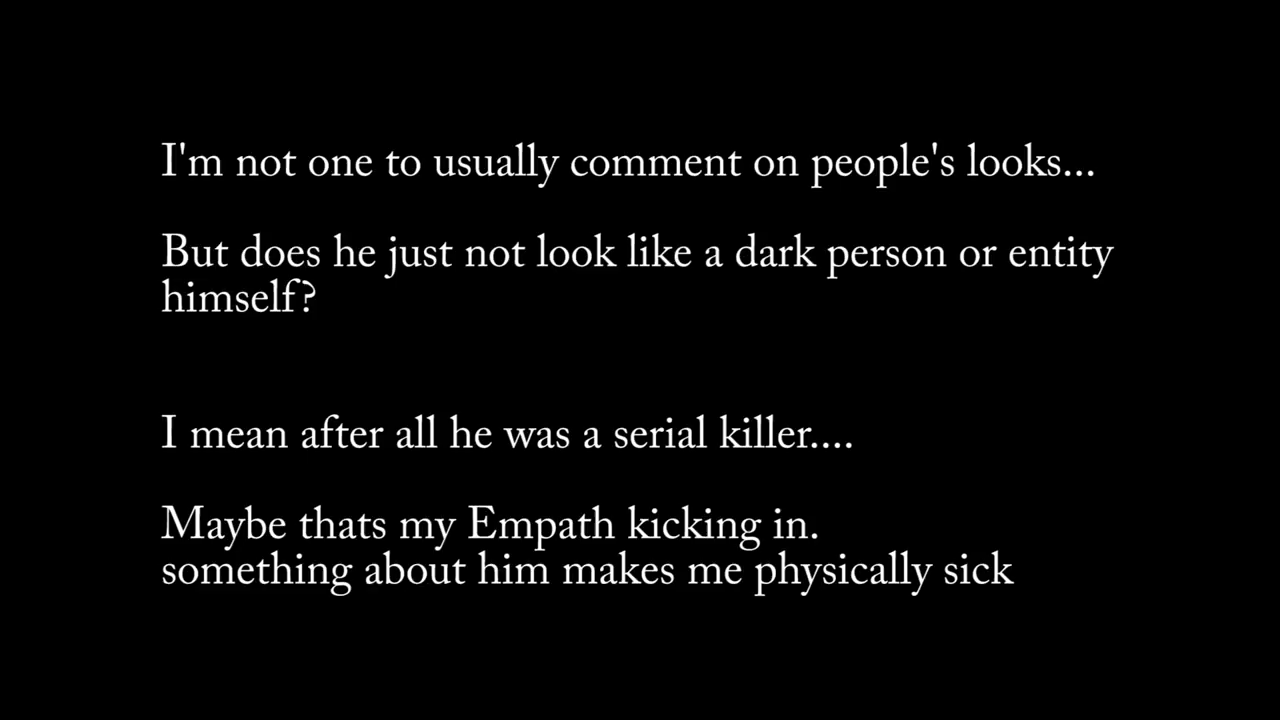 I'm not one to usually comment on people's looks...
But does he just not look like a dark person or entity
himself?
I mean after all he was a serial killer....
Maybe thats my Empath kicking in.
something about him makes me physically sick